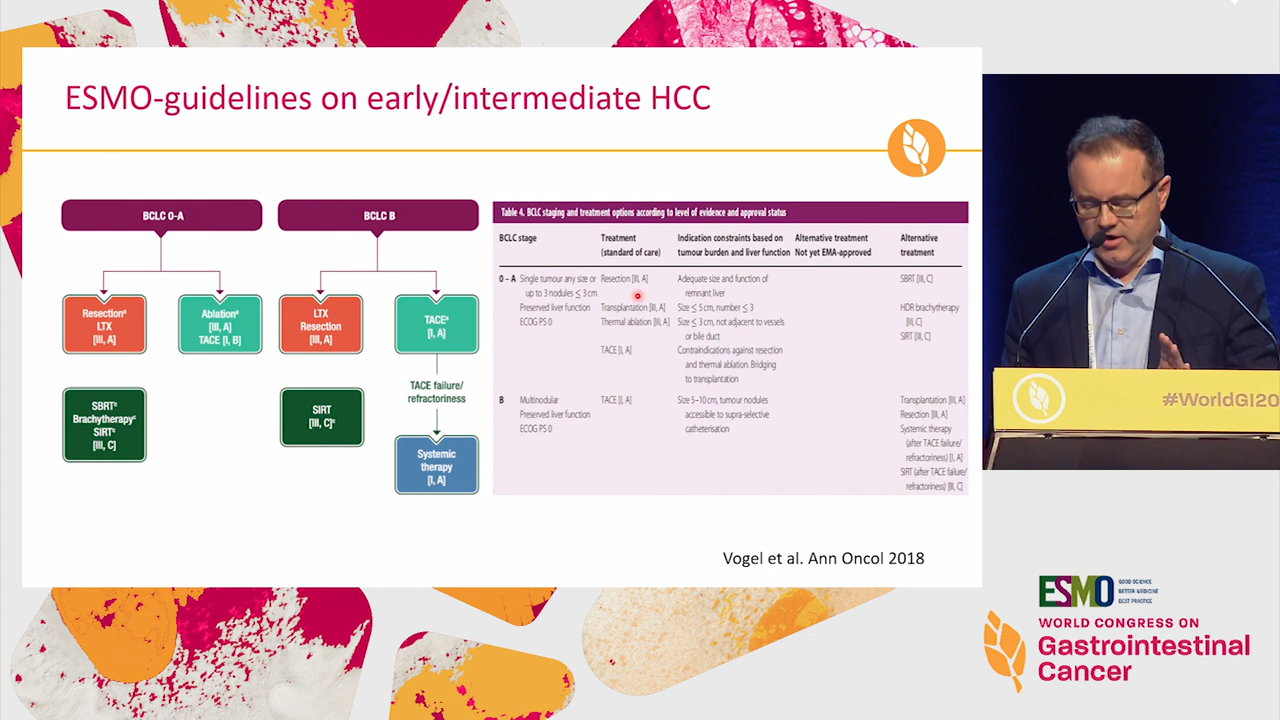 ESMO-guidelines on early/intermediate HCC
BCLC 0-A
BCLC B
Resectionᵃ
LTX
[III, A]
Ablationᵃ
[III, A]
TACE [I, B]
LTX
Resection
[III, A]
TACEᵃ
[I, A]
SBRTᶜ
Brachytherapyᶜ
SIRTᶜ
[III, C]
SIRT
[III, C]ᶜ
TACE failure/
refractoriness
Systemic
therapy
[I, A]
Table 4. BCLC staging and treatment options according to level of evidence and approval status
BCLC stage
Treatment
(standard of care)
Indication constraints based on
tumour burden and liver function
Alternative treatment
Not yet EMA-approved
Alternative
treatment
0 – A Single tumour any size or
up to 3 nodules ≤ 3 cm
Preserved liver function
ECOG PS 0
Resection [III, A]
Adequate size and function of
remnant liver
SBRT [III, C]
Transplantation [III, A]
Size ≤ 5 cm, number ≤ 3
HDR brachytherapy
[III, C]
Thermal ablation [III, A]
Size ≤ 3 cm, not adjacent to vessels
or bile duct
SIRT [III, C]
TACE [I, A]
Contraindications against resection
and thermal ablation. Bridging
to transplantation
B Multinodular
Preserved liver function
ECOG PS 0
TACE [I, A]
Size 5–10 cm, tumour nodules
accessible to supra-selective
catheterisation
Transplantation [III, A]
Resection [III, A]
Systemic therapy
(after TACE failure/
refractoriness) [I, A]
SIRT (after TACE failure/
refractoriness) [III, C]
Vogel et al. Ann Oncol 2018
#WorldGI20
ESMO
GOOD SCIENCE
BETTER MEDICINE
BEST PRACTICE
WORLD CONGRESS ON
Gastrointestinal
Cancer